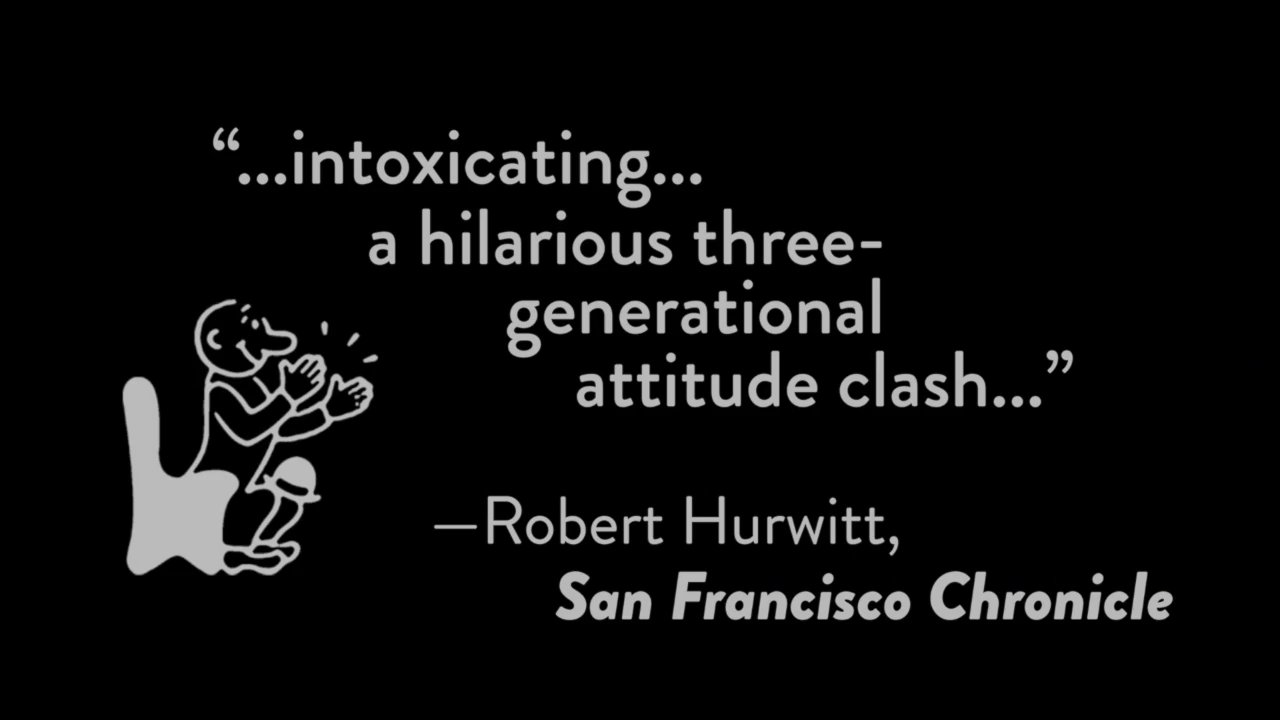 “...intoxicating...
a hilarious three-
generational
attitude clash...”
—Robert Hurwitt,
San Francisco Chronicle